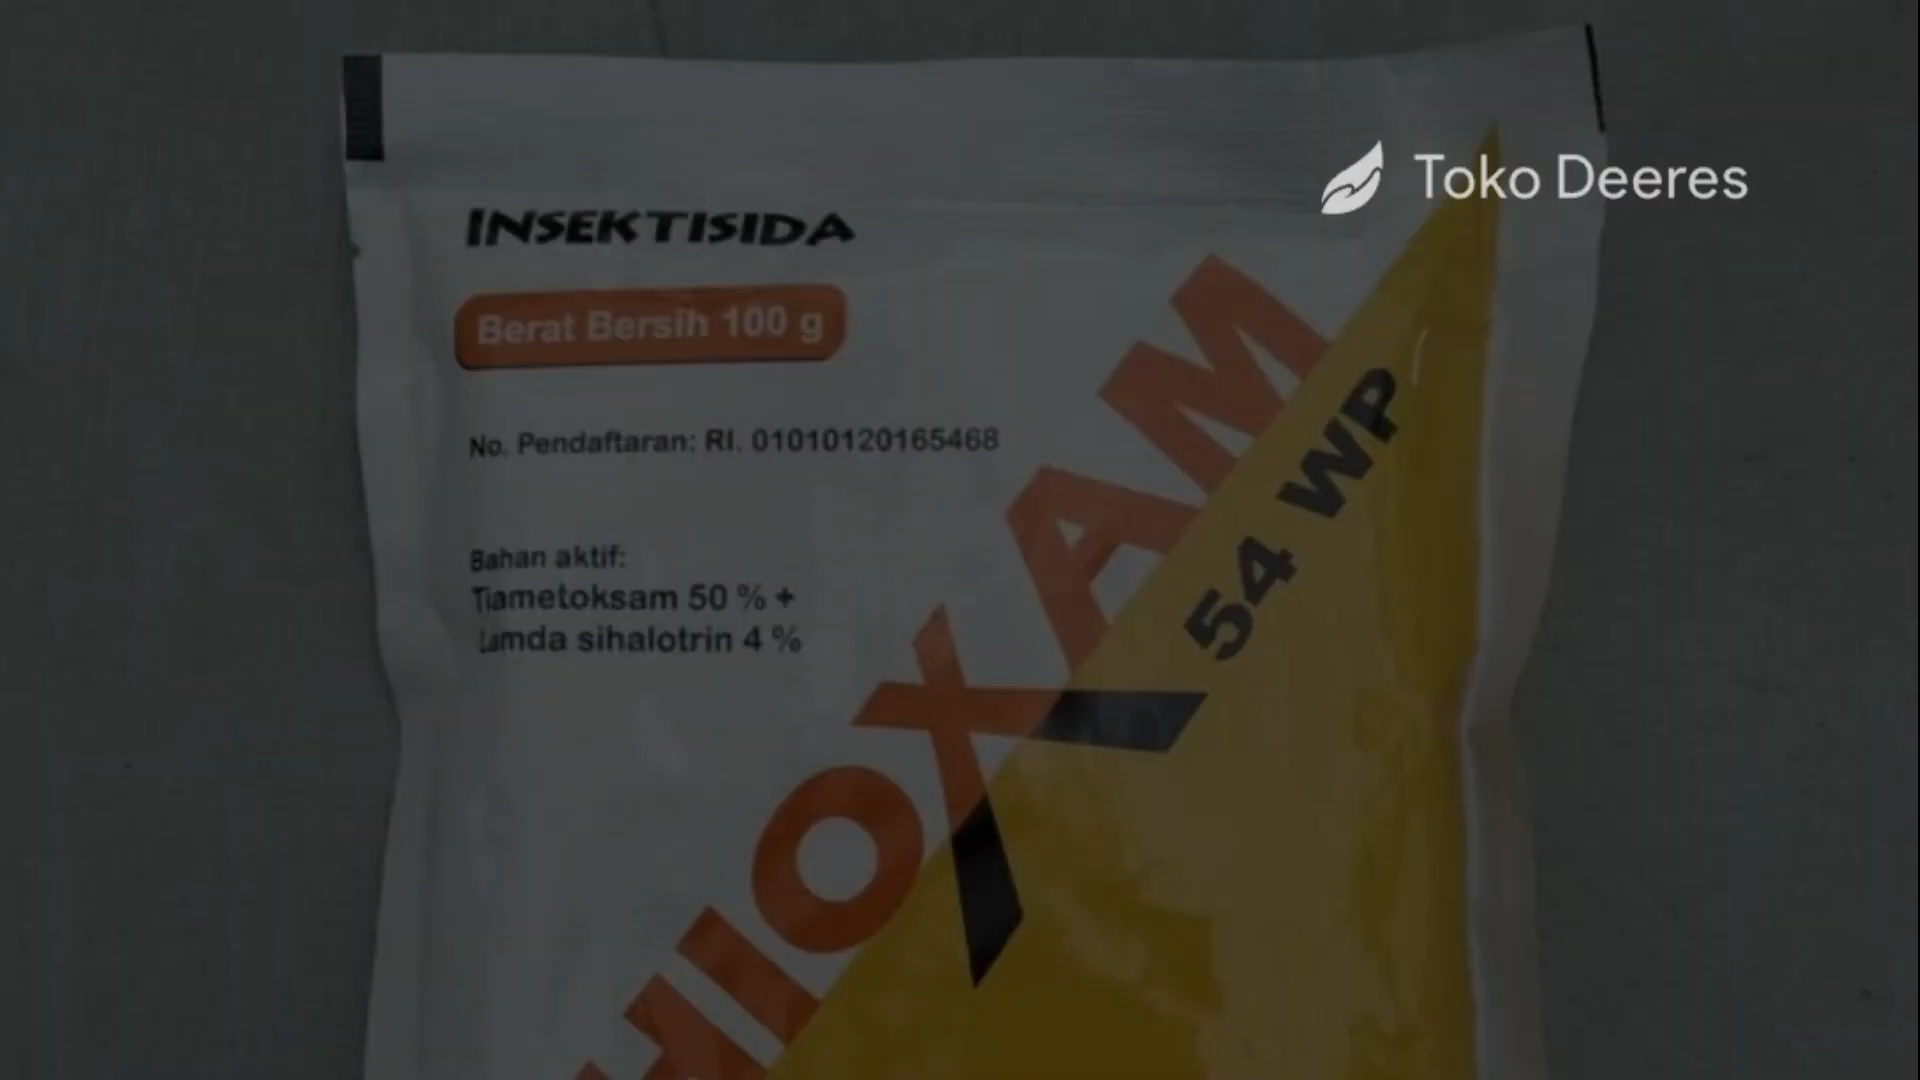 Toko Deeres
INSEKTISIDA
Berat Bersih 100 g
No. Pendaftaran: RI. 01010120165468
Bahan aktif:
Tiametoksam 50 % +
Lamda sihalotrin 4 %
HIOXAM
54 WP